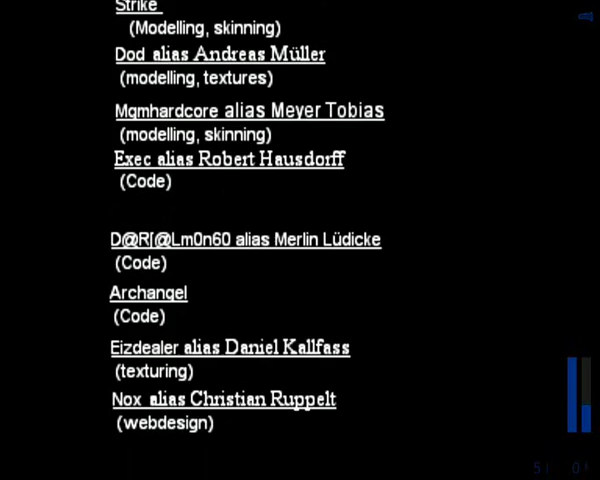 Strike
(Modelling, skinning)
Dod alias Andreas Müller
(modelling, textures)
Mgmhardcore alias Meyer Tobias
(modelling, skinning)
Exec alias Robert Hausdorff
(Code)
D@R[@Lm0n60 alias Merlin Lüdicke
(Code)
Archangel
(Code)
Eizdealer alias Daniel Kallfass
(texturing)
Nox alias Christian Ruppelt
(webdesign)